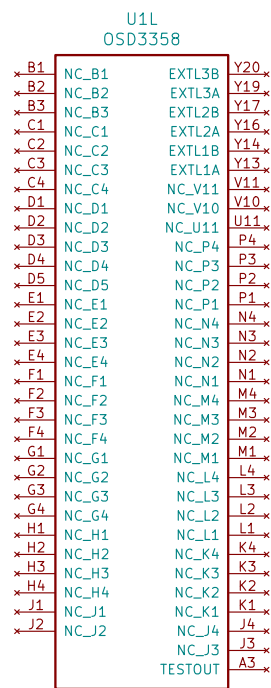 U1L
OSD3358
B1 NC_B1 EXTL3B Y20
B2 NC_B2 EXTL3A Y19
B3 NC_B3 EXTL2B Y17
C1 NC_C1 EXTL2A Y16
C2 NC_C2 EXTL1B Y14
C3 NC_C3 EXTL1A Y13
C4 NC_C4 NC_V11 V11
D1 NC_D1 NC_V10 V10
D2 NC_D2 NC_U11 U11
D3 NC_D3 NC_P4 P4
D4 NC_D4 NC_P3 P3
D5 NC_D5 NC_P2 P2
E1 NC_E1 NC_P1 P1
E2 NC_E2 NC_N4 N4
E3 NC_E3 NC_N3 N3
E4 NC_E4 NC_N2 N2
F1 NC_F1 NC_N1 N1
F2 NC_F2 NC_M4 M4
F3 NC_F3 NC_M3 M3
F4 NC_F4 NC_M2 M2
G1 NC_G1 NC_M1 M1
G2 NC_G2 NC_L4 L4
G3 NC_G3 NC_L3 L3
G4 NC_G4 NC_L2 L2
H1 NC_H1 NC_L1 L1
H2 NC_H2 NC_K4 K4
H3 NC_H3 NC_K3 K3
H4 NC_H4 NC_K2 K2
J1 NC_J1 NC_K1 K1
J2 NC_J2 NC_J4 J4
NC_J3 J3
TESTOUT A3